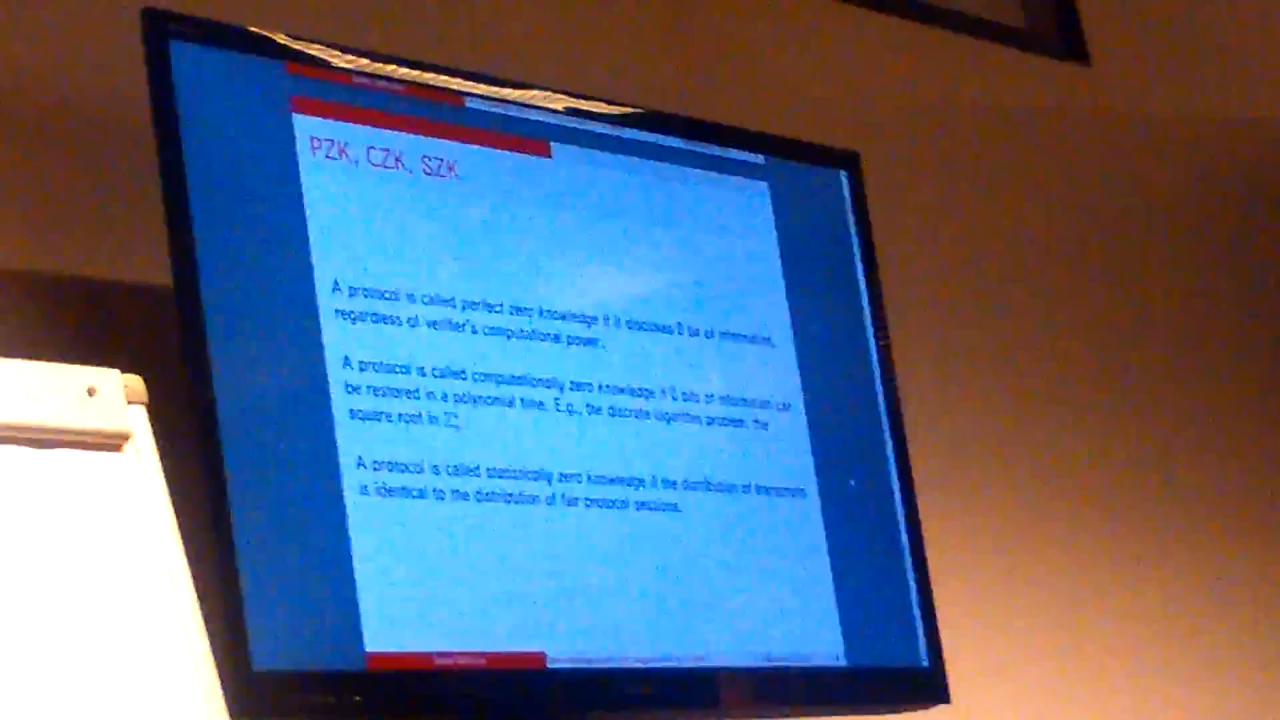 PZK, CZK, SZK
A protocol is called perfect zero knowledge if it discloses 0 bit of information,
regardless of verifier's computational power.
A protocol is called computationally zero knowledge if 0 bits of information can
be restored in a polynomial time. E.g., the discrete logarithm problem, the
square root in
A protocol is called statistically zero knowledge if the distribution of transcripts
is identical to the distribution of fair protocol sessions.